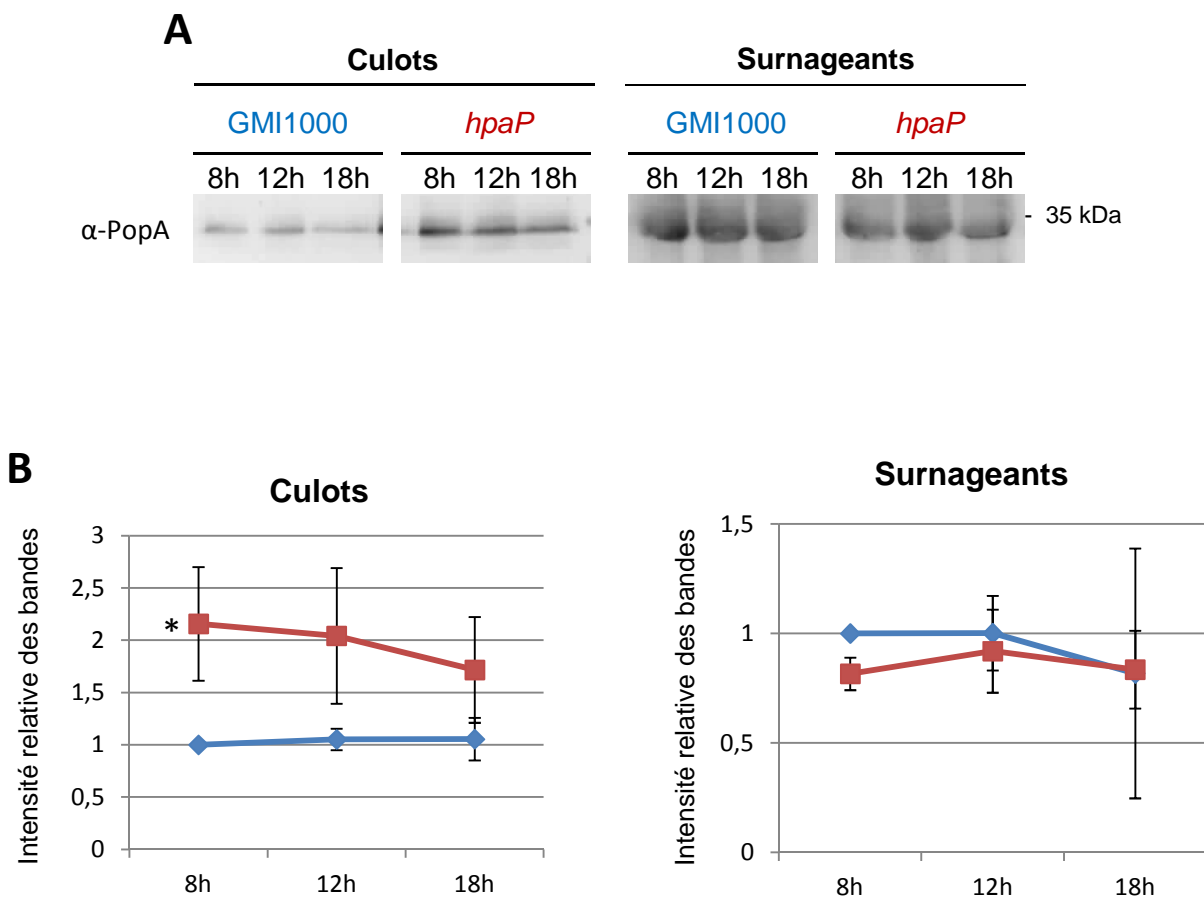 A
Culots
Surnageants
GMI1000
hpaP
GMI1000
hpaP
8h 12h 18h
8h 12h 18h
8h 12h 18h
8h 12h 18h
α-PopA
- 35 kDa
B
Culots
Intensité relative des bandes
3
2,5
2
1,5
1
0,5
0
*
8h 12h 18h
Surnageants
Intensité relative des bandes
1,5
1
0,5
0
8h 12h 18h